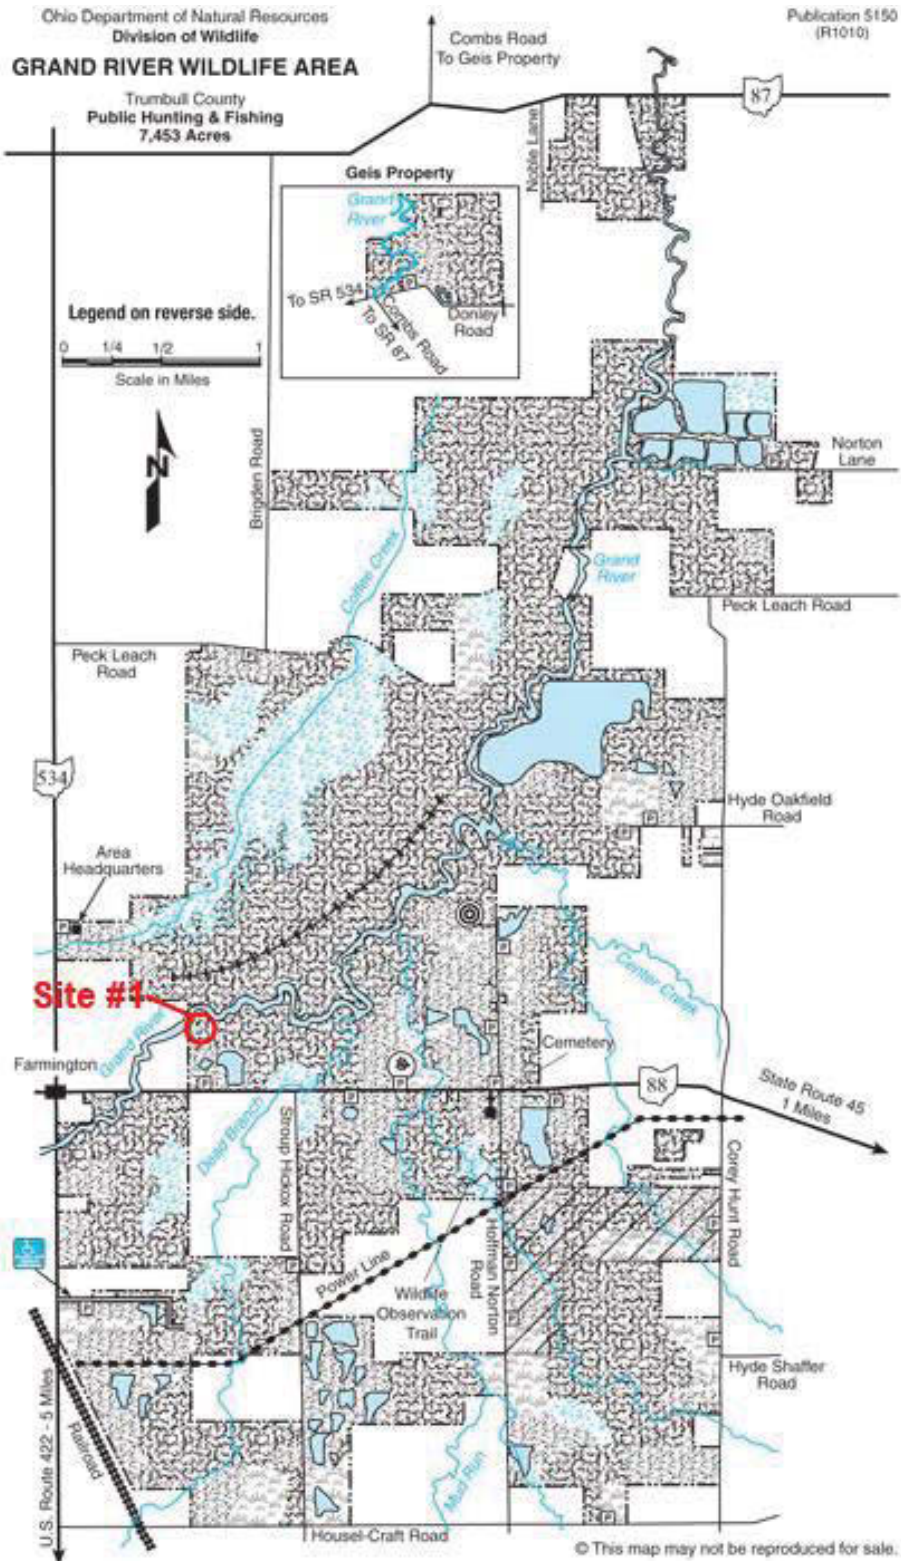 Ohio Department of Natural Resources
Division of Wildlife
GRAND RIVER WILDLIFE AREA
Trumbull County
Public Hunting & Fishing
7,453 Acres
Combs Road
To Geis Property
Publication 5150
(R1010)
87
Noble Lane
Geis Property
Grand
River
To SR 534
Combs Road
To SR 87
Donley
Road
P
Legend on reverse side.
0 1/4 1/2 1
Scale in Miles
N
Brigden Road
Norton
Lane
P
Coffee Creek
Grand
River
Peck Leach Road
Peck Leach
Road
P
534
Hyde Oakfield
Road
P
P
Area
Headquarters
P
P
Center Creek
Site #1
Grand River
P
Cemetery
Farmington
P
P
P
88
State Route 45
1 Miles
Dead Branch
Stroup Hickox Road
Corey Hunt Road
P
Hoffman Norton
Road
P
Power Line
Wildlife
Observation
Trail
P
P
P
Hyde Shaffer
Road
U.S. Route 422 - 5 Miles
Railroad
Mud Run
P
Housel-Craft Road
© This map may not be reproduced for sale.